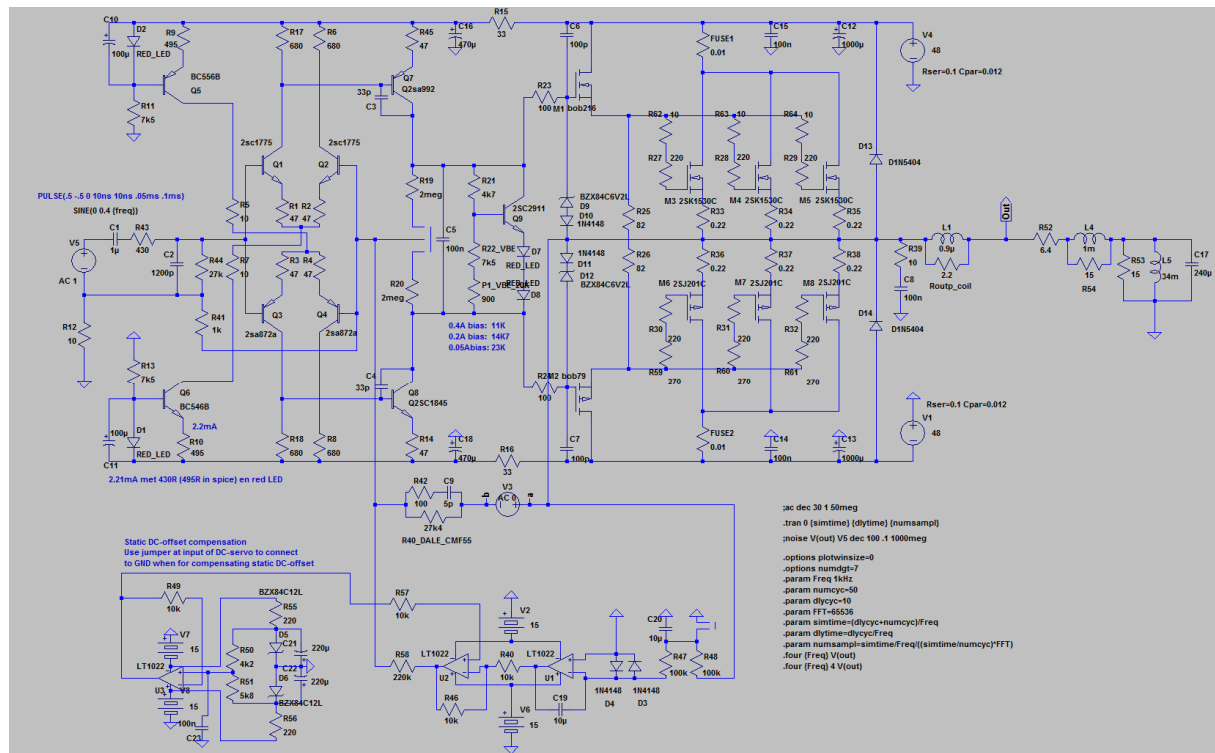 C10
100µ
D2
RED_LED
R9
495
R17
680
R6
680
R45
47
C16
470µ
R15
33
C6
100p
FUSE1
0.01
C15
100n
C12
1000µ
V4
48
Rser=0.1 Cpar=0.012
BC556B
Q5
R11
7k5
33p
C3
Q7
Q2sa992
R23
100
M1 bob216
2sc1775
Q1
2sc1775
Q2
R62
10
R63
10
R64
10
R27
220
R28
220
R29
220
M3 2SK1530C
M4 2SK1530C
M5 2SK1530C
D13
D1N5404
PULSE(.5 -.5 0 10ns 10ns .05ms .1ms)
SINE(0 0.4 {freq})
R5
10
R1
47
R2
47
R19
2meg
R21
4k7
2SC2911
Q9
BZX84C6V2L
D9
D10
1N4148
R25
82
R33
0.22
R34
0.22
R35
0.22
Out
C1
1µ
R43
430
V5
AC 1
C2
1200p
R44
27k
R7
10
R3
47
R4
47
C5
100n
R22_VBE
7k5
D7
RED_LED
RED_LED
D8
1N4148
D11
D12
BZX84C6V2L
R26
82
R36
0.22
R37
0.22
R38
0.22
R39
10
C8
100n
L1
0.9µ
2.2
Routp_coil
R52
6.4
L4
1m
15
R54
R53
15
L5
34m
C17
240µ
R12
10
R41
1k
Q3
2sa872a
Q4
2sa872a
R20
2meg
900
0.4A bias: 11K
0.2A bias: 14K7
0.05Abias: 23K
M6 2SJ201C
M7 2SJ201C
M8 2SJ201C
R30
220
R31
220
R32
220
R59
270
R60
270
R61
270
D14
D1N5404
R13
7k5
Q6
BC546B
2.2mA
C4
33p
Q8
Q2SC1845
100
M2 bob79
Rser=0.1 Cpar=0.012
V1
48
100µ
C11
D1
RED_LED
R10
495
R18
680
R8
680
R14
47
C18
470µ
R16
33
C7
100p
FUSE2
0.01
C14
100n
C13
1000µ
2.21mA met 430R (495R in spice) en red LED
R42
100
C9
5p
27k4
R40_DALE_CMF55
b
V3
AC 0
a
;ac dec 30 1 50meg
.tran 0 {simtime} {dlytime} {numsampl}
;noise V(out) V5 dec 100 .1 1000meg
.options plotwinsize=0
.options numdgt=7
.param Freq 1kHz
.param numcyc=50
.param dlycyc=10
.param FFT=65536
.param simtime=(dlycyc+numcyc)/Freq
.param dlytime=dlycyc/Freq
.param numsampl=simtime/Freq/((simtime/numcyc)*FFT)
.four {Freq} V(out)
.four {Freq} 4 V(out)
Static DC-offset compensation
Use jumper at input of DC-servo to connect
to GND when for compensating static DC-offset
R49
10k
BZX84C12L
R55
220
D5
C21
220µ
C22
220µ
D6
BZX84C12L
R56
220
V7
15
LT1022
U3
V8
15
R50
4k2
R51
5k8
100n
C23
R57
10k
R58
220k
V2
15
LT1022
U2
R46
10k
R40
10k
V6
15
LT1022
U1
C19
10µ
1N4148
D4
1N4148
D3
C20
10µ
R47
100k
R48
100k